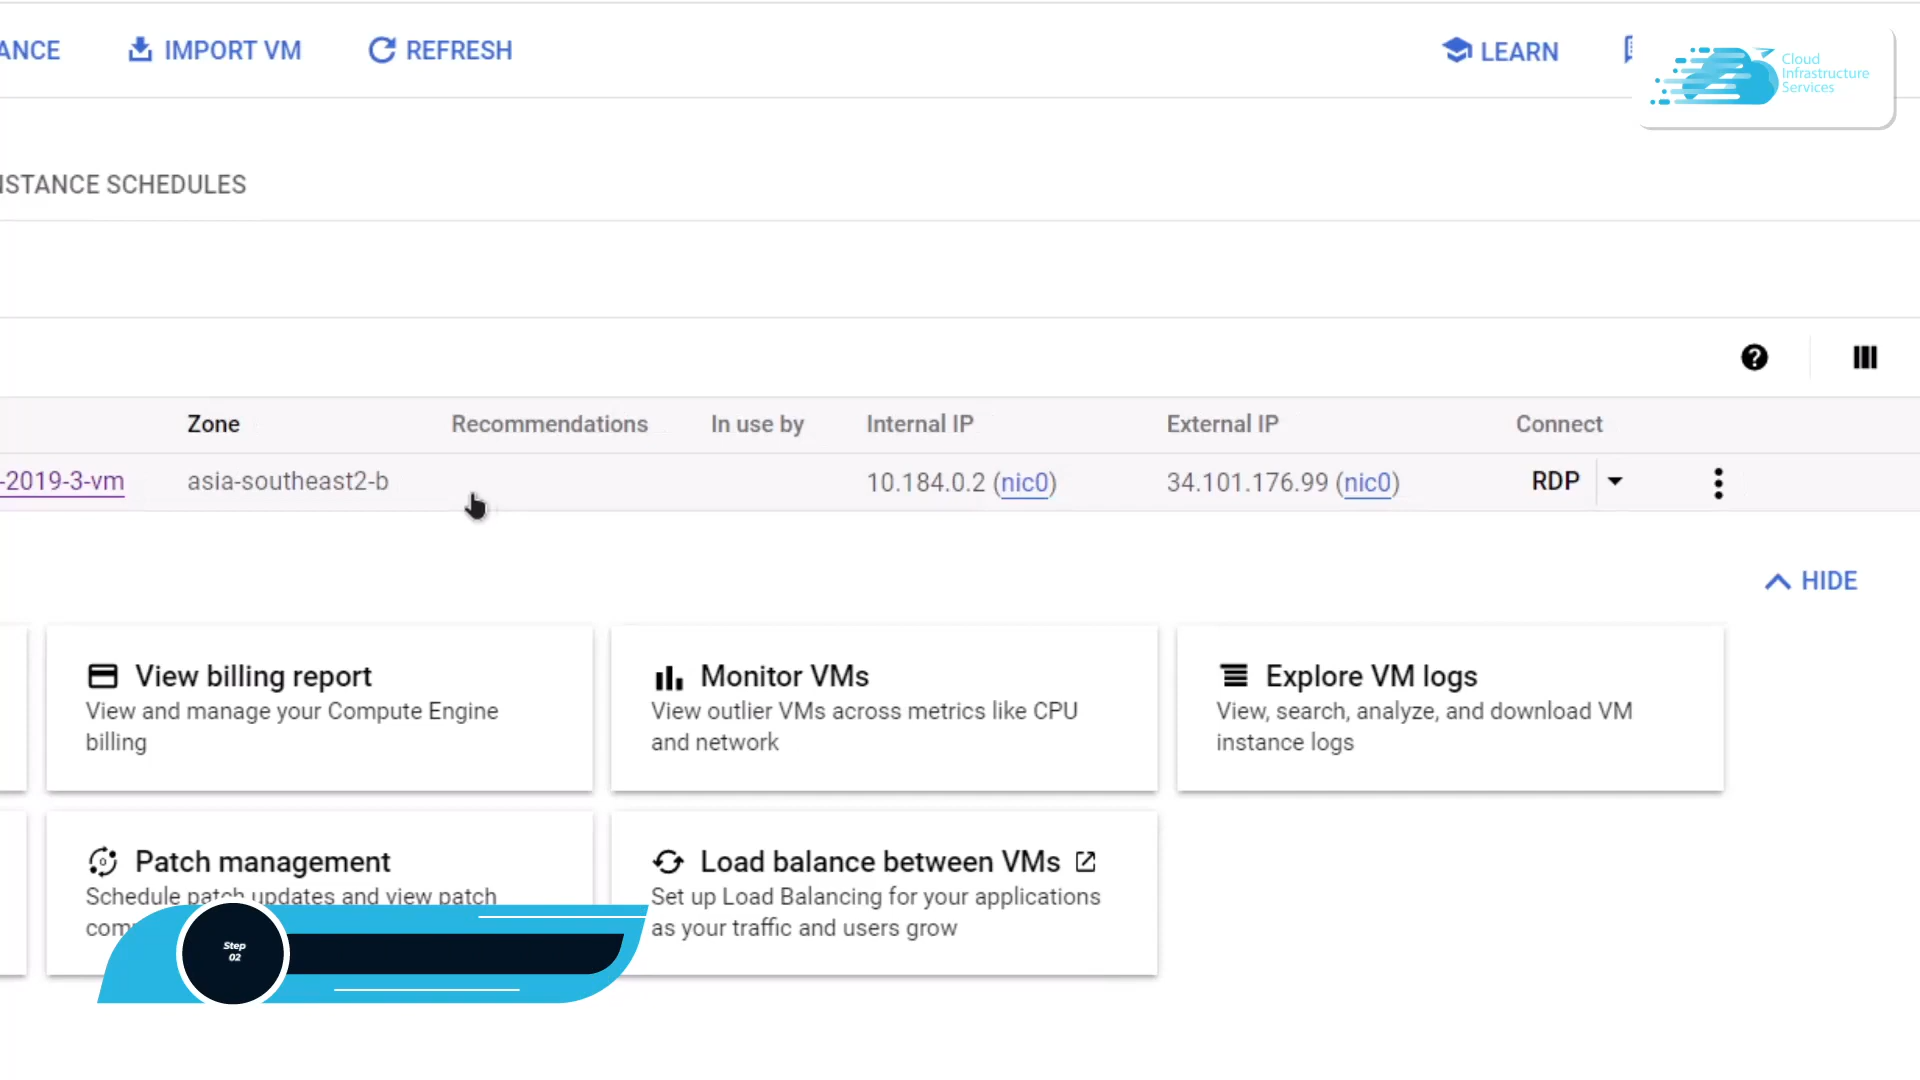 ANCE
IMPORT VM
REFRESH
LEARN
Cloud
Infrastructure
Services
ISTANCE SCHEDULES
Zone
Recommendations
In use by
Internal IP
External IP
Connect
-2019-3-vm
asia-southeast2-b
10.184.0.2 (nic0)
34.101.176.99 (nic0)
RDP
HIDE
View billing report
View and manage your Compute Engine
billing
Monitor VMs
View outlier VMs across metrics like CPU
and network
Explore VM logs
View, search, analyze, and download VM
instance logs
Patch management
Schedule patch updates and view patch
com
Load balance between VMs
Set up Load Balancing for your applications
as your traffic and users grow
Step
02